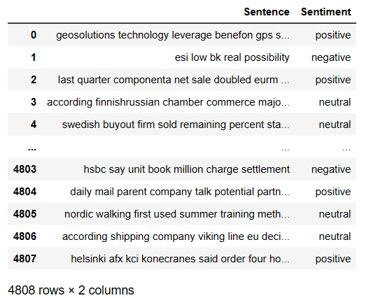 Sentence Sentiment
0 geosolutions technology leverage benefon gps s... positive
1 esi low bk real possibility negative
2 last quarter componenta net sale doubled eurm ... positive
3 according finnishrussian chamber commerce majo... neutral
4 swedish buyout firm sold remaining percent sta... neutral
... ... ...
4803 hsbc say unit book million charge settlement negative
4804 daily mail parent company talk potential partn... positive
4805 nordic walking first used summer training meth... neutral
4806 according shipping company viking line eu deci... neutral
4807 helsinki afx kci konecranes said order four ho... positive
4808 rows × 2 columns